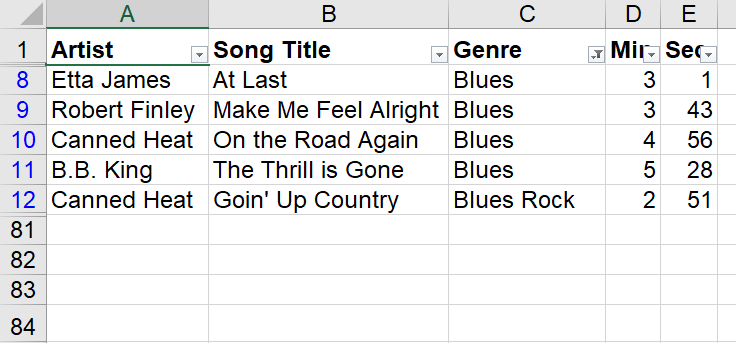 A B C D E
1 Artist Song Title Genre Min Sec
8 Etta James At Last Blues 3 1
9 Robert Finley Make Me Feel Alright Blues 3 43
10 Canned Heat On the Road Again Blues 4 56
11 B.B. King The Thrill is Gone Blues 5 28
12 Canned Heat Goin' Up Country Blues Rock 2 51
81
82
83
84